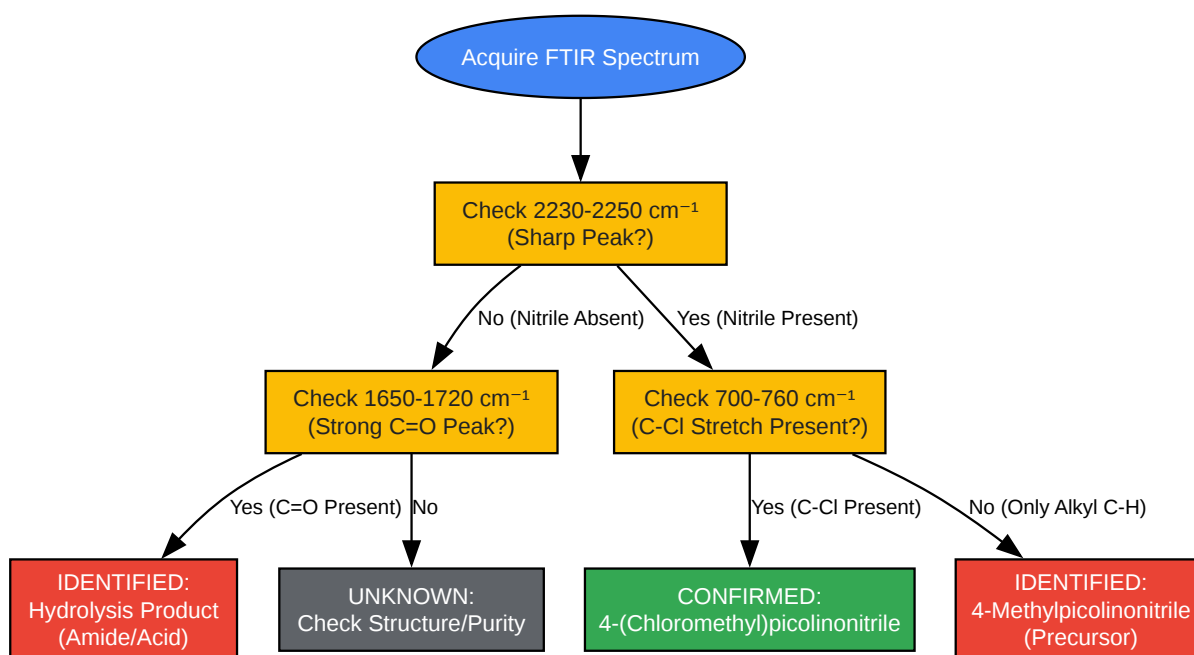 Acquire FTIR Spectrum
Check 2230-2250 cm⁻¹
(Sharp Peak?)
No (Nitrile Absent)
Yes (Nitrile Present)
Check 1650-1720 cm⁻¹
(Strong C=O Peak?)
Check 700-760 cm⁻¹
(C-Cl Stretch Present?)
Yes (C=O Present)
No
Yes (C-Cl Present)
No (Only Alkyl C-H)
IDENTIFIED:
Hydrolysis Product
(Amide/Acid)
UNKNOWN:
Check Structure/Purity
CONFIRMED:
4-(Chloromethyl)picolinonitrile
IDENTIFIED:
4-Methylpicolinonitrile
(Precursor)